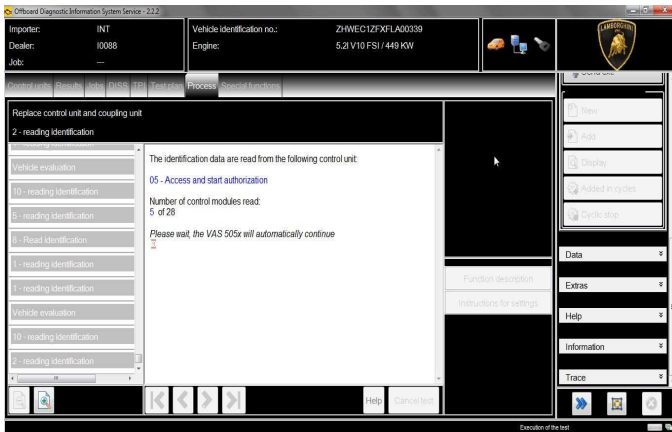 Offboard Diagnostic Information System Service - 2.2.2
Importer: INT
Dealer: I0088
Job: ---
Vehicle identification no.: ZHWEC1ZFXFLA00339
Engine: 5.2l V10 FSI / 449 KW
LAMBORGHINI
Control units Results Jobs DISS TPI Test plan Process Special functions
Replace control unit and coupling unit
2 - reading identification
Vehicle evaluation
10 - reading identification
5 - reading identification
6 - Read identification
1 - reading identification
1 - reading identification
Vehicle evaluation
10 - reading identification
2 - reading identification
The identification data are read from the following control unit:
05 - Access and start authorization
Number of control modules read:
5 of 28
Please wait, the VAS 505x will automatically continue
Function description
Instructions for settings
Help
Cancel test
New
Add
Display
Added in cycles
Cyclic stop
Data
Extras
Help
Information
Trace
Execution of the test